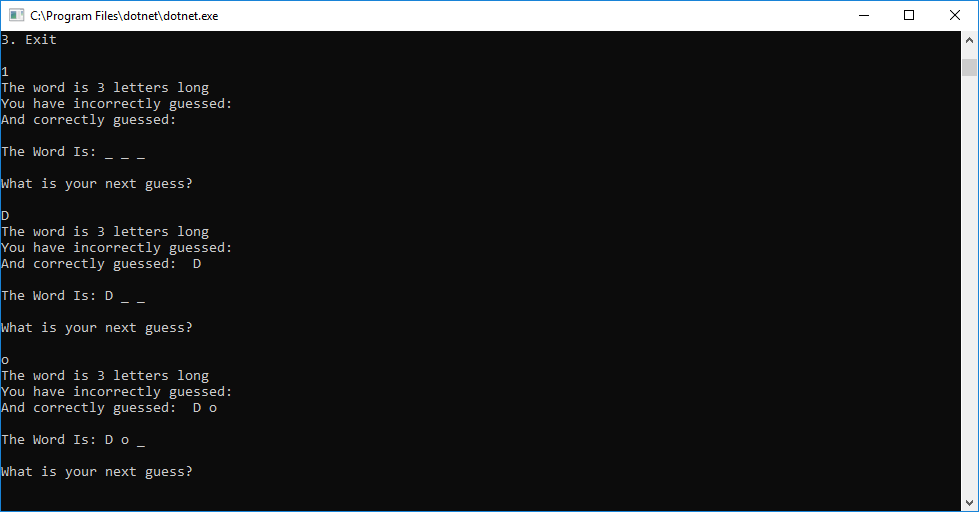 C:\Program Files\dotnet\dotnet.exe
3. Exit
1
The word is 3 letters long
You have incorrectly guessed:
And correctly guessed:
The Word Is: _ _ _
What is your next guess?
D
The word is 3 letters long
You have incorrectly guessed:
And correctly guessed:  D
The Word Is: D _ _
What is your next guess?
o
The word is 3 letters long
You have incorrectly guessed:
And correctly guessed:  D o
The Word Is: D o _
What is your next guess?